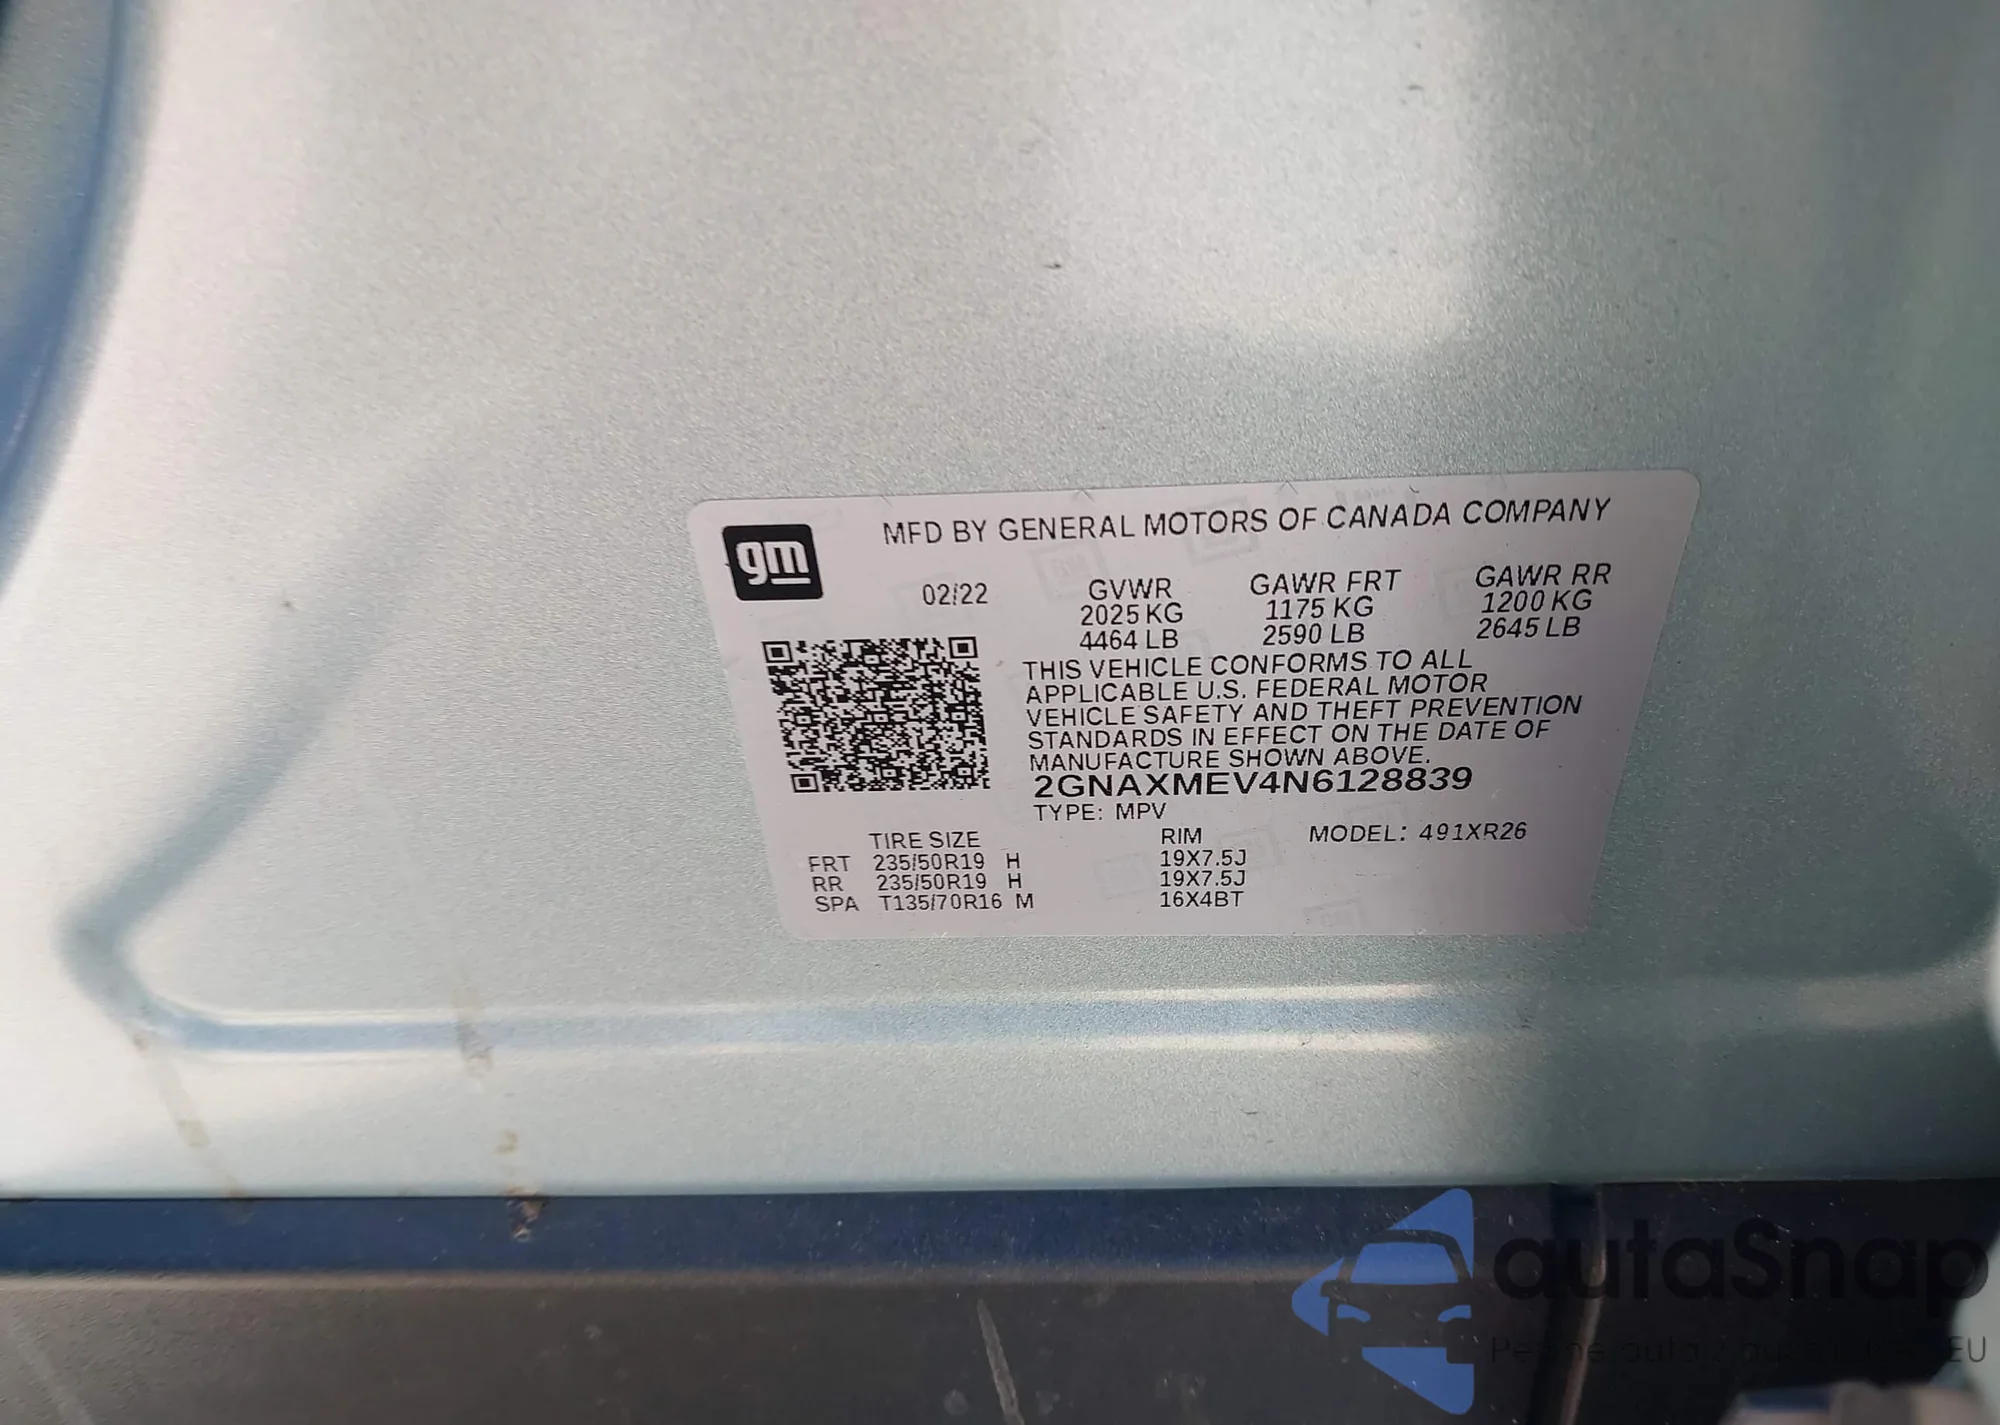 gm
MFD BY GENERAL MOTORS OF CANADA COMPANY
02/22 GVWR GAWR FRT GAWR RR
2025 KG 1175 KG 1200 KG
4464 LB 2590 LB 2645 LB
THIS VEHICLE CONFORMS TO ALL
APPLICABLE U.S. FEDERAL MOTOR
VEHICLE SAFETY AND THEFT PREVENTION
STANDARDS IN EFFECT ON THE DATE OF
MANUFACTURE SHOWN ABOVE.
2GNAXMEV4N6128839
TYPE: MPV
TIRE SIZE RIM MODEL: 491XR26
FRT 235/50R19 H 19X7.5J
RR 235/50R19 H 19X7.5J
SPA T135/70R16 M 16X4BT
autaSnap
auta EU